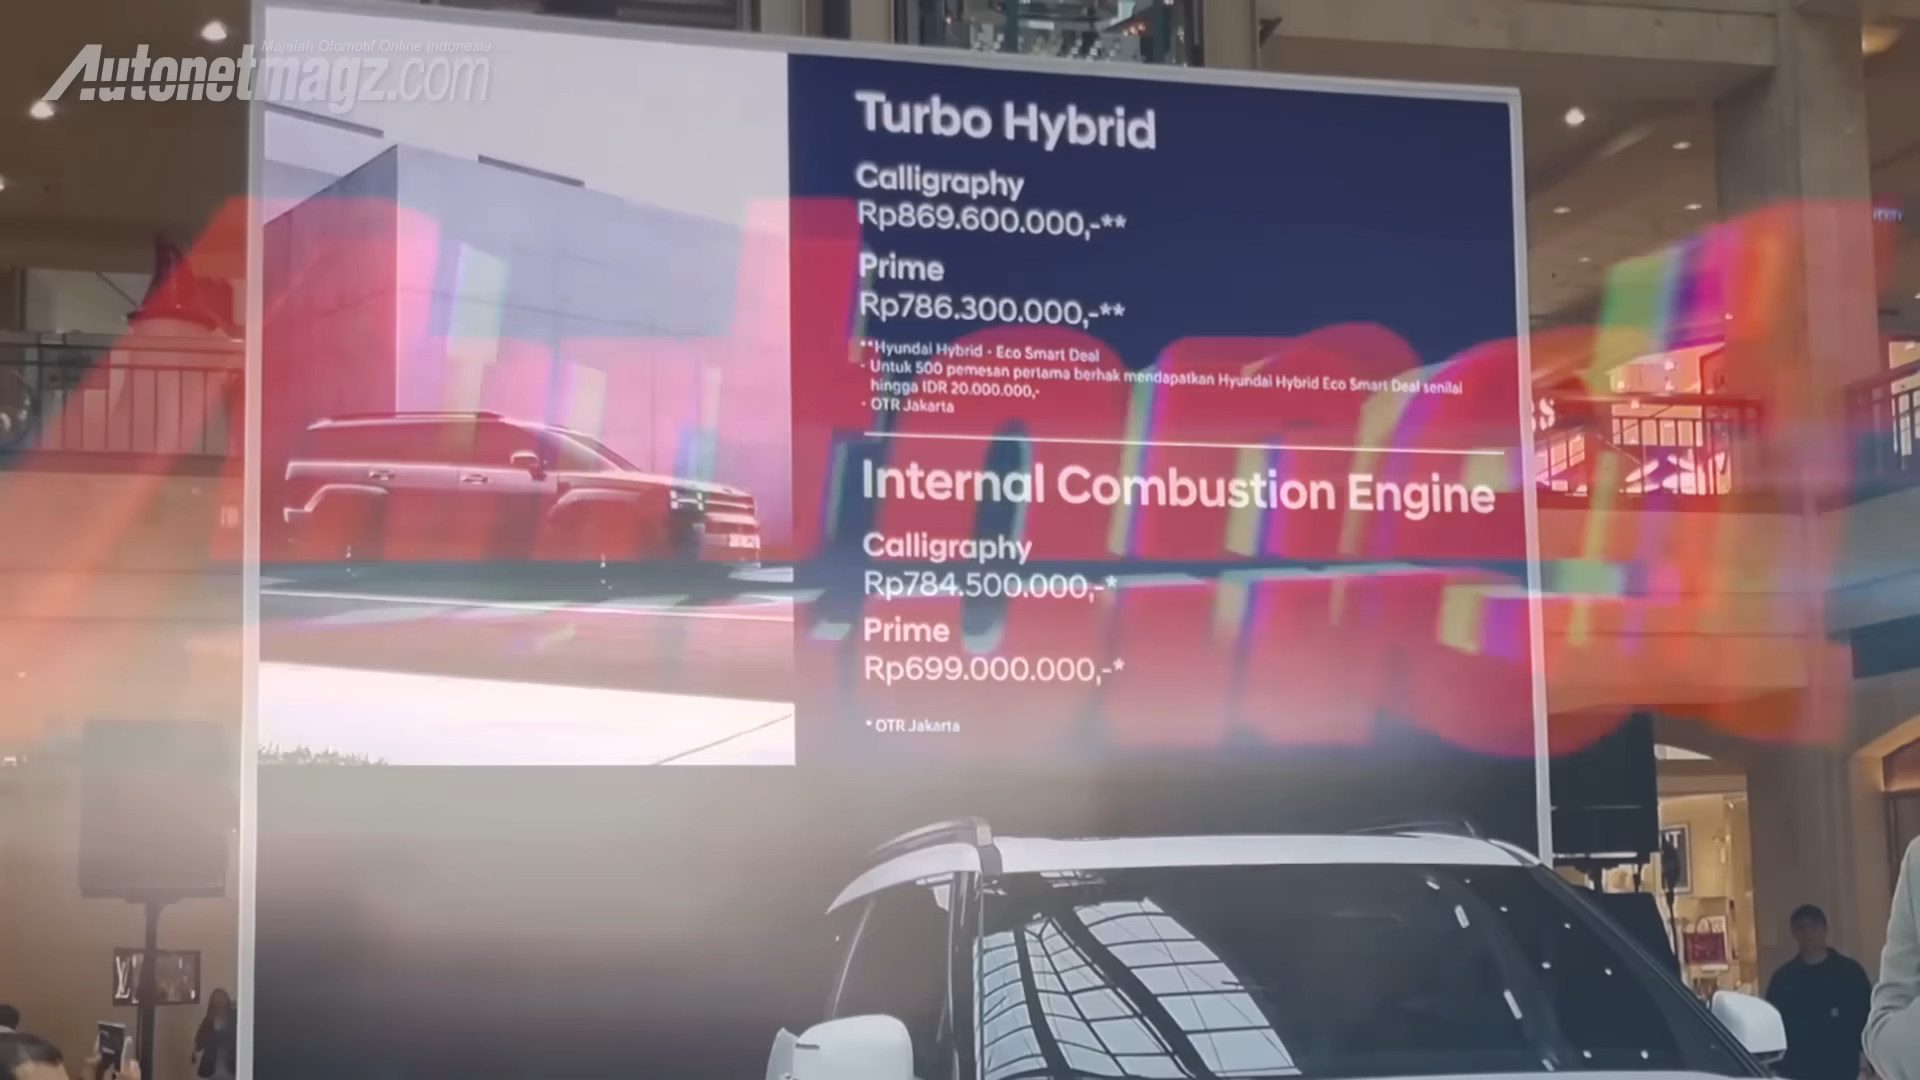 Majalah Otomotif Online Indonesia
Autonetmagz.com
Turbo Hybrid
Calligraphy
Rp869.600.000,-**
Prime
Rp786.300.000,-**
**Hyundai Hybrid - Eco Smart Deal
- Untuk 500 pemesan pertama berhak mendapatkan Hyundai Hybrid Eco Smart Deal senilai
hingga IDR 20.000.000,-
- OTR Jakarta
Internal Combustion Engine
Calligraphy
Rp784.500.000,-*
Prime
Rp699.000.000,-*
* OTR Jakarta